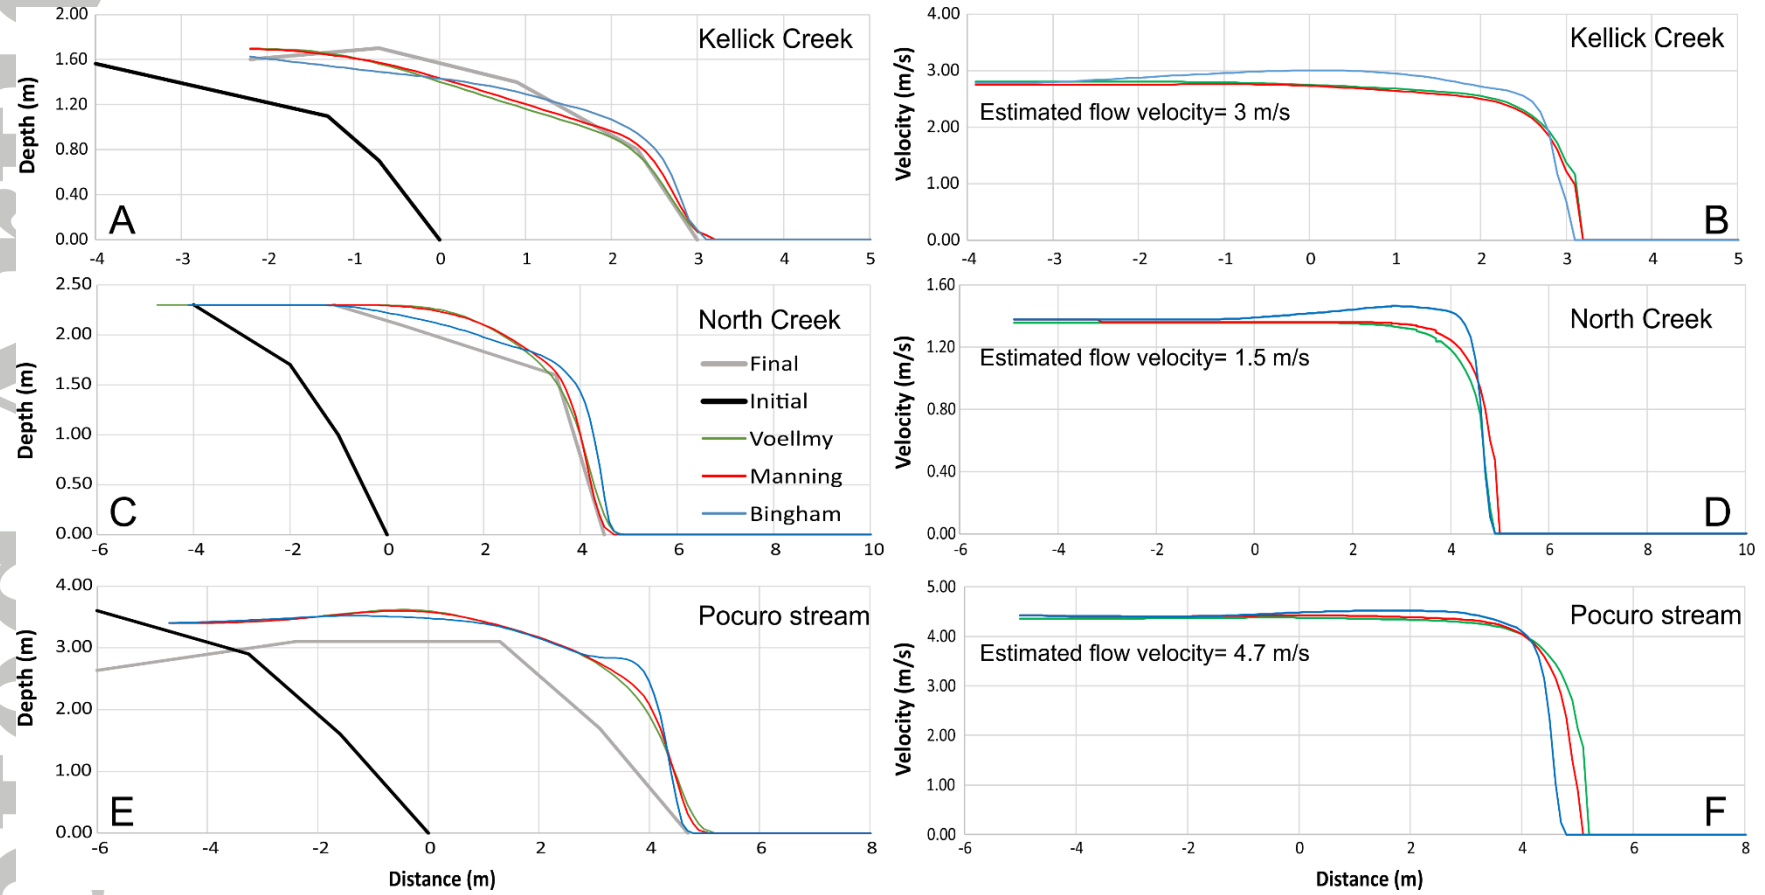 2.00
1.60
1.20
0.80
0.40
0.00
Depth (m)
Kellick Creek
A
-4 -3 -2 -1 0 1 2 3 4 5
4.00
3.00
2.00
1.00
0.00
Velocity (m/s)
Kellick Creek
Estimated flow velocity= 3 m/s
B
-4 -3 -2 -1 0 1 2 3 4 5
2.50
2.00
1.50
1.00
0.50
0.00
Depth (m)
North Creek
Final
Initial
Voellmy
Manning
Bingham
C
-6 -4 -2 0 2 4 6 8 10
1.60
1.20
0.80
0.40
0.00
Velocity (m/s)
North Creek
Estimated flow velocity= 1.5 m/s
D
-6 -4 -2 0 2 4 6 8 10
4.00
3.00
2.00
1.00
0.00
Depth (m)
Pocuro stream
E
-6 -4 -2 0 2 4 6 8
Distance (m)
5.00
4.00
3.00
2.00
1.00
0.00
Velocity (m/s)
Pocuro stream
Estimated flow velocity= 4.7 m/s
F
-6 -4 -2 0 2 4 6 8
Distance (m)